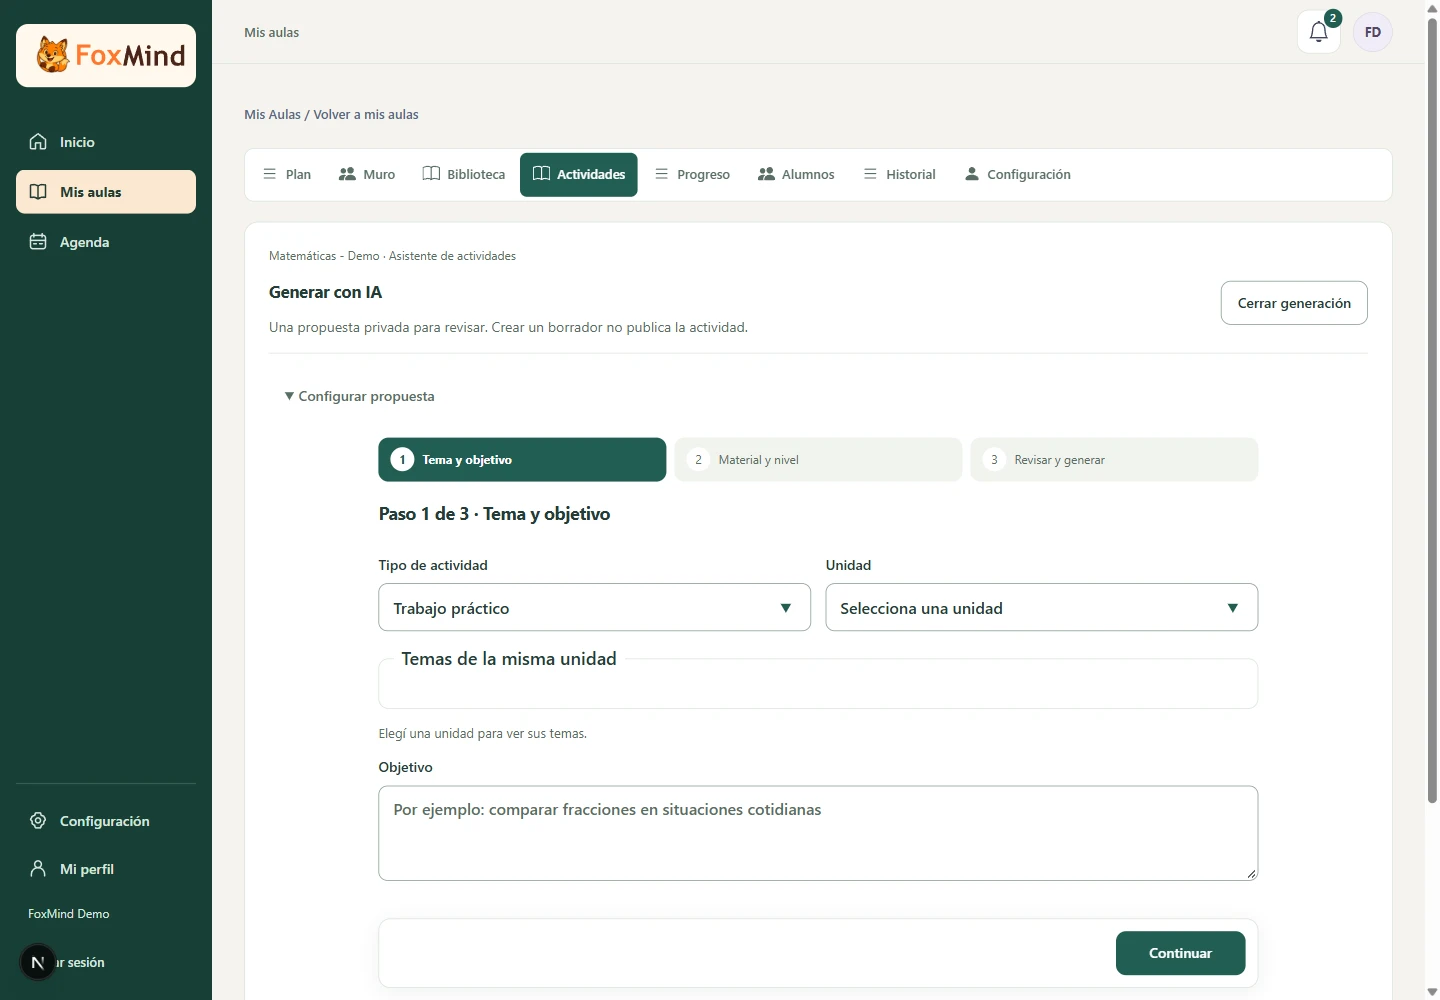 FoxMind
Inicio
Mis aulas
Agenda
Configuración
Mi perfil
FoxMind Demo
N
r sesión
Mis aulas
2
FD
Mis Aulas / Volver a mis aulas
Plan
Muro
Biblioteca
Actividades
Progreso
Alumnos
Historial
Configuración
Matemáticas - Demo · Asistente de actividades
Generar con IA
Una propuesta privada para revisar. Crear un borrador no publica la actividad.
Cerrar generación
▼ Configurar propuesta
1 Tema y objetivo
2 Material y nivel
3 Revisar y generar
Paso 1 de 3 · Tema y objetivo
Tipo de actividad
Trabajo práctico
Unidad
Selecciona una unidad
Temas de la misma unidad
Elegí una unidad para ver sus temas.
Objetivo
Por ejemplo: comparar fracciones en situaciones cotidianas
Continuar